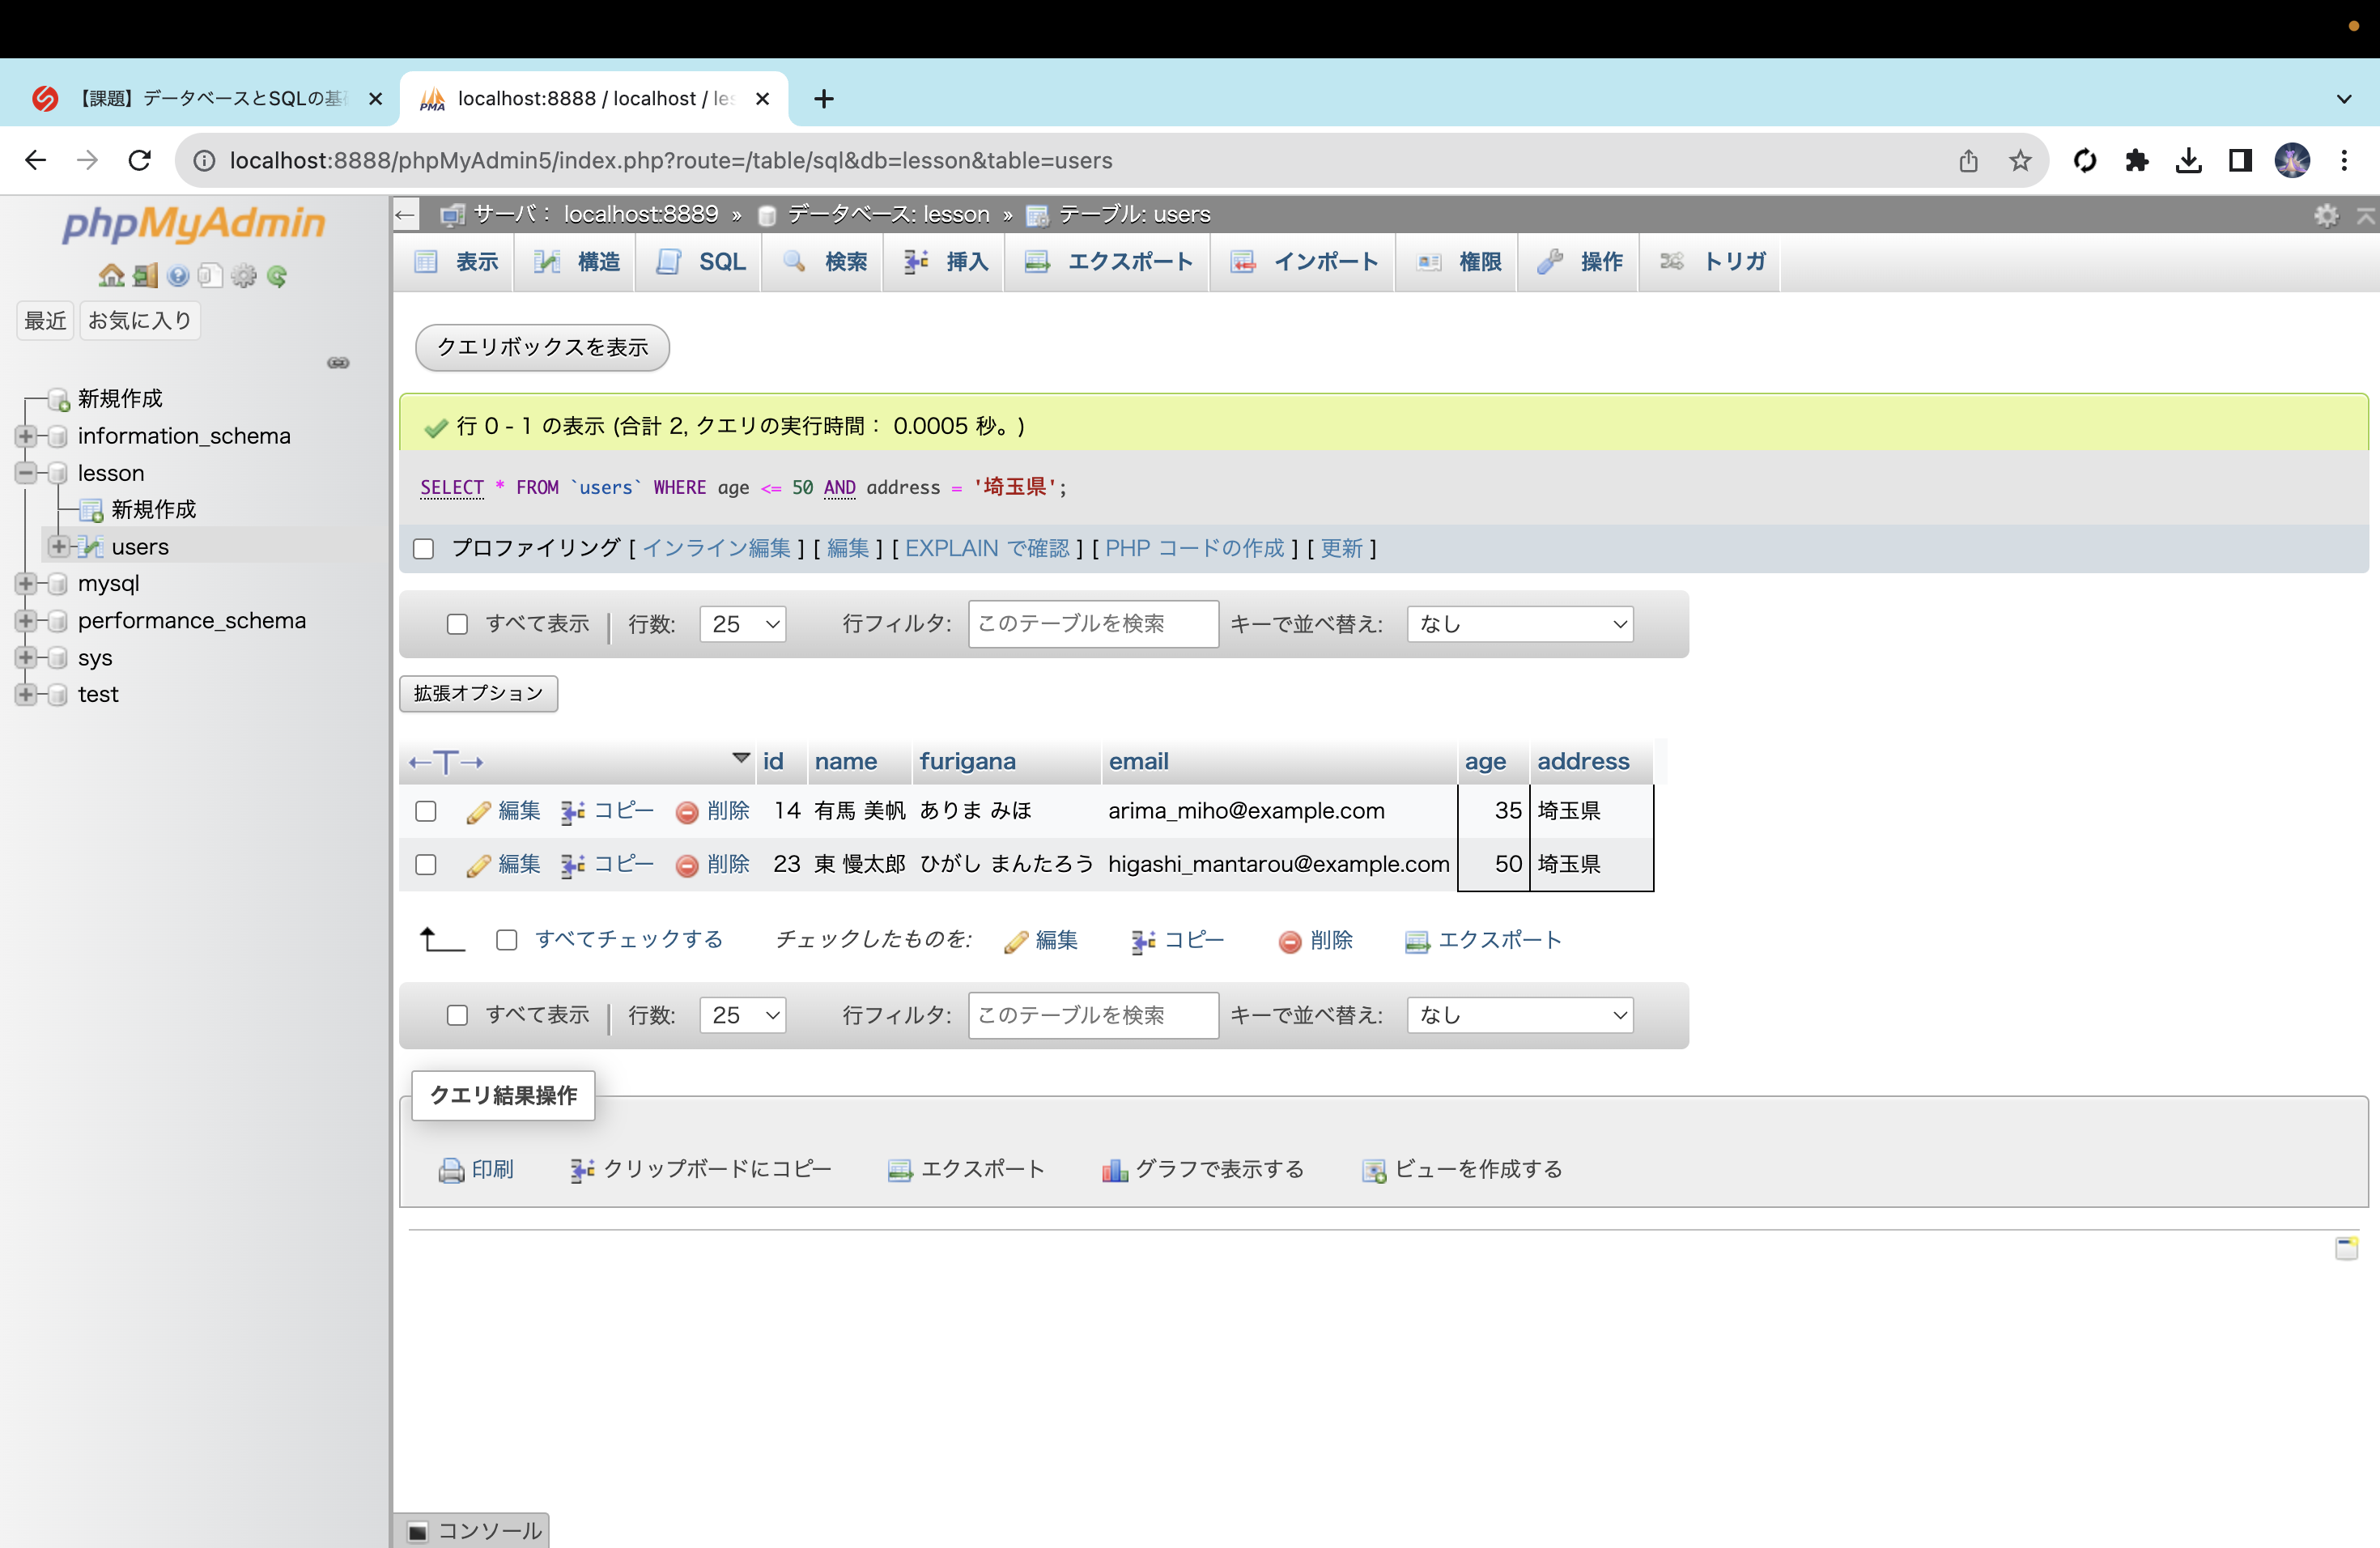 【課題】データベースとSQLの基
localhost:8888 / localhost / les
localhost:8888/phpMyAdmin5/index.php?route=/table/sql&db=lesson&table=users
phpMyAdmin
最近 お気に入り
新規作成
information_schema
lesson
新規作成
users
mysql
performance_schema
sys
test
サーバ： localhost:8889 » データベース: lesson » テーブル: users
表示 構造 SQL 検索 挿入 エクスポート インポート 権限 操作 トリガ
クエリボックスを表示
行 0 - 1 の表示 (合計 2, クエリの実行時間： 0.0005 秒。)
SELECT * FROM `users` WHERE age <= 50 AND address = '埼玉県';
プロファイリング [ インライン編集 ] [ 編集 ] [ EXPLAIN で確認 ] [ PHP コードの作成 ] [ 更新 ]
すべて表示 行数: 25 行フィルタ: このテーブルを検索 キーで並べ替え: なし
拡張オプション
←T→ id name furigana email age address
編集 コピー 削除 14 有馬 美帆 ありま みほ arima_miho@example.com 35 埼玉県
編集 コピー 削除 23 東 慢太郎 ひがし まんたろう higashi_mantarou@example.com 50 埼玉県
すべてチェックする チェックしたものを: 編集 コピー 削除 エクスポート
すべて表示 行数: 25 行フィルタ: このテーブルを検索 キーで並べ替え: なし
クエリ結果操作
印刷 クリップボードにコピー エクスポート グラフで表示する ビューを作成する
コンソール